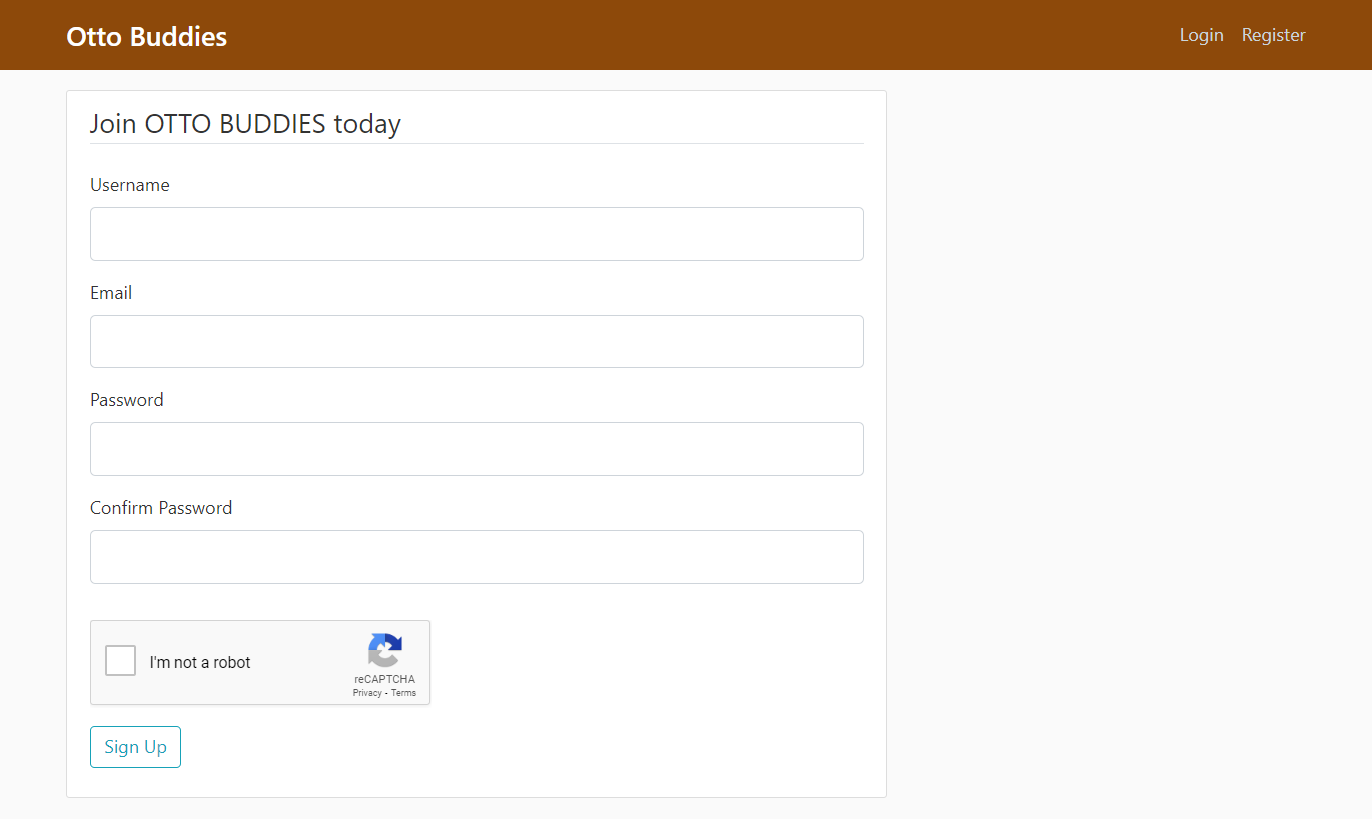 Otto Buddies
Login Register
Join OTTO BUDDIES today
Username
Email
Password
Confirm Password
I'm not a robot
reCAPTCHA
Privacy - Terms
Sign Up